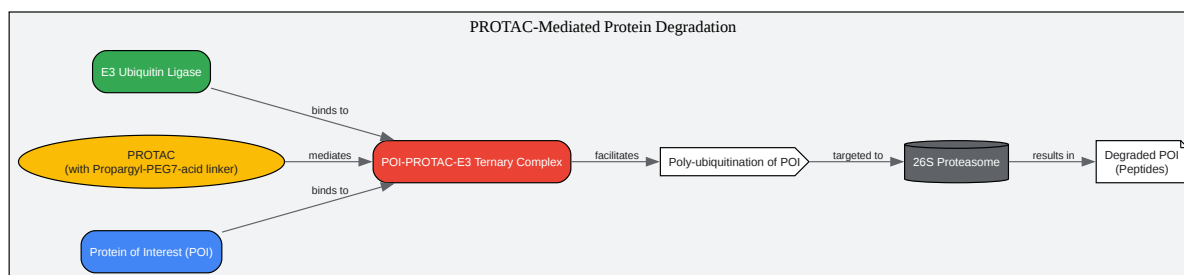 PROTAC-Mediated Protein Degradation
E3 Ubiquitin Ligase
binds to
PROTAC
(with Propargyl-PEG7-acid linker)
mediates
POI-PROTAC-E3 Ternary Complex
facilitates
Poly-ubiquitination of POI
targeted to
26S Proteasome
results in
Degraded POI
(Peptides)
binds to
Protein of Interest (POI)